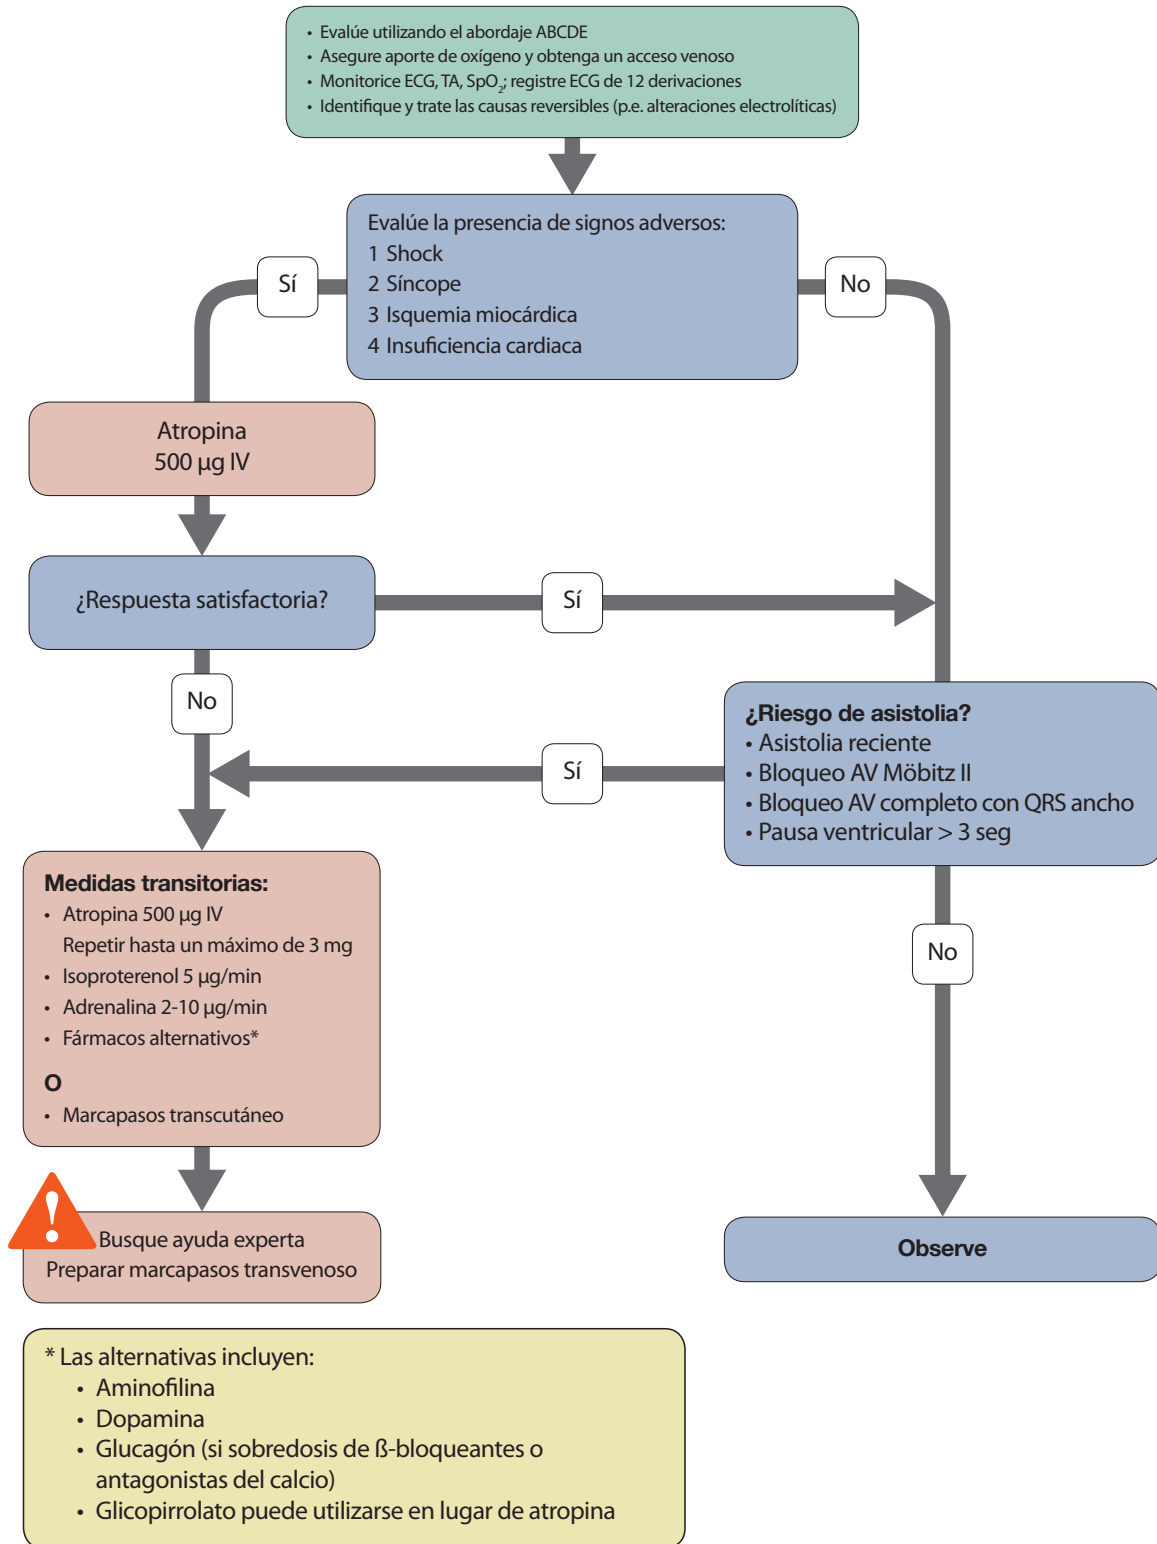 • Evalúe utilizando el abordaje ABCDE
• Asegure aporte de oxígeno y obtenga un acceso venoso
• Monitorice ECG, TA, SpO₂; registre ECG de 12 derivaciones
• Identifique y trate las causas reversibles (p.e. alteraciones electrolíticas)
Evalúe la presencia de signos adversos:
1 Shock
2 Síncope
3 Isquemia miocárdica
4 Insuficiencia cardiaca
Sí
No
Atropina
500 µg IV
¿Respuesta satisfactoria?
Sí
No
¿Riesgo de asistolia?
• Asistolia reciente
• Bloqueo AV Möbitz II
• Bloqueo AV completo con QRS ancho
• Pausa ventricular > 3 seg
Sí
No
Medidas transitorias:
• Atropina 500 µg IV
Repetir hasta un máximo de 3 mg
• Isoproterenol 5 µg/min
• Adrenalina 2-10 µg/min
• Fármacos alternativos*
O
• Marcapasos transcutáneo
!
Busque ayuda experta
Preparar marcapasos transvenoso
Observe
* Las alternativas incluyen:
• Aminofilina
• Dopamina
• Glucagón (si sobredosis de ß-bloqueantes o
antagonistas del calcio)
• Glicopirrolato puede utilizarse en lugar de atropina